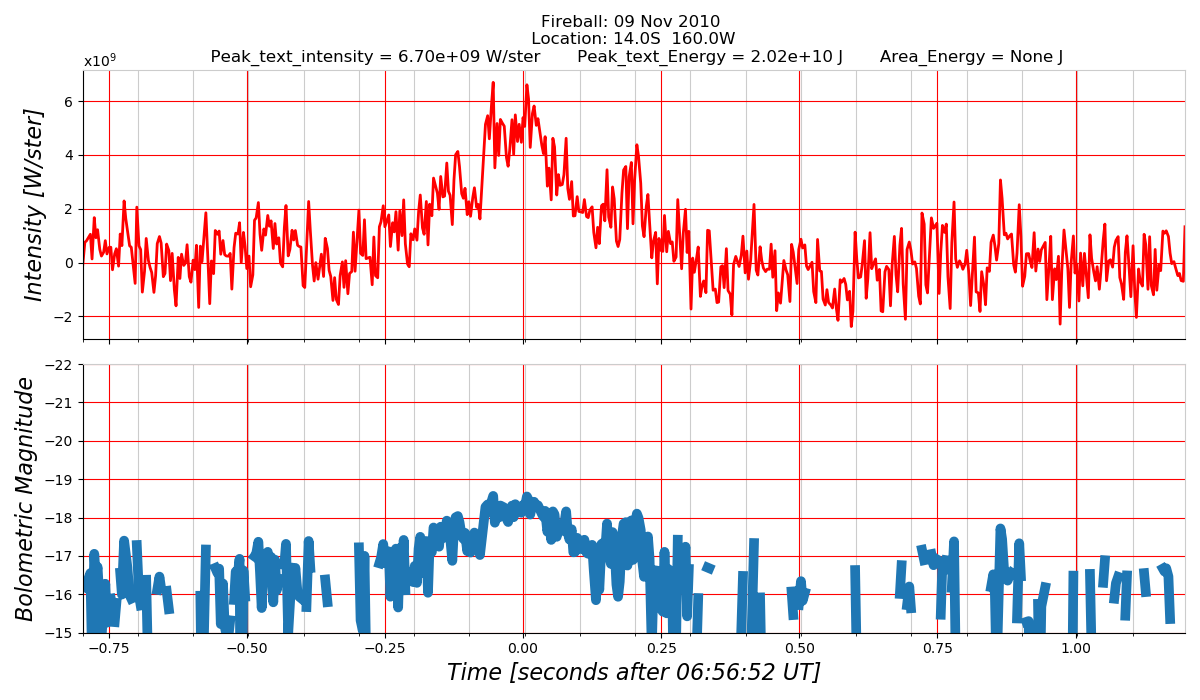 Fireball: 09 Nov 2010
Location: 14.0S 160.0W
Peak_text_intensity = 6.70e+09 W/ster Peak_text_Energy = 2.02e+10 J Area_Energy = None J
x10⁹
Intensity [W/ster]
6
4
2
0
−2
Bolometric Magnitude
−22
−21
−20
−19
−18
−17
−16
−15
−0.75 −0.50 −0.25 0.00 0.25 0.50 0.75 1.00
Time [seconds after 06:56:52 UT]